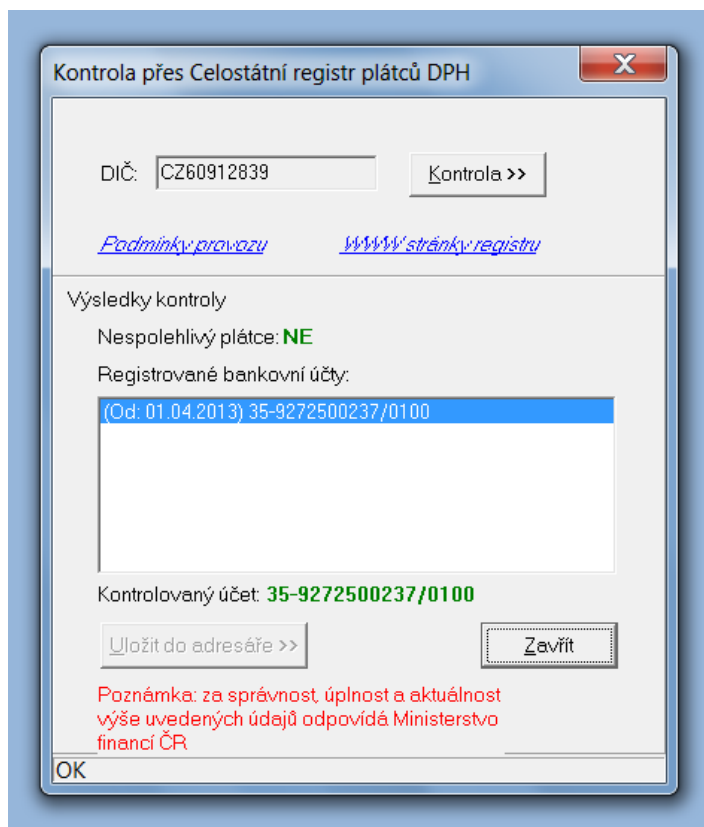 Kontrola přes Celostátní registr plátců DPH
DIČ: CZ60912839 Kontrola >>
Podmínky provozu WWW stránky registru
Výsledky kontroly
Nespolehlivý plátce: NE
Registrované bankovní účty:
(Od: 01.04.2013) 35-9272500237/0100
Kontrolovaný účet: 35-9272500237/0100
Uložit do adresáře >> Zavřít
Poznámka: za správnost, úplnost a aktuálnost
výše uvedených údajů odpovídá Ministerstvo
financí ČR
OK